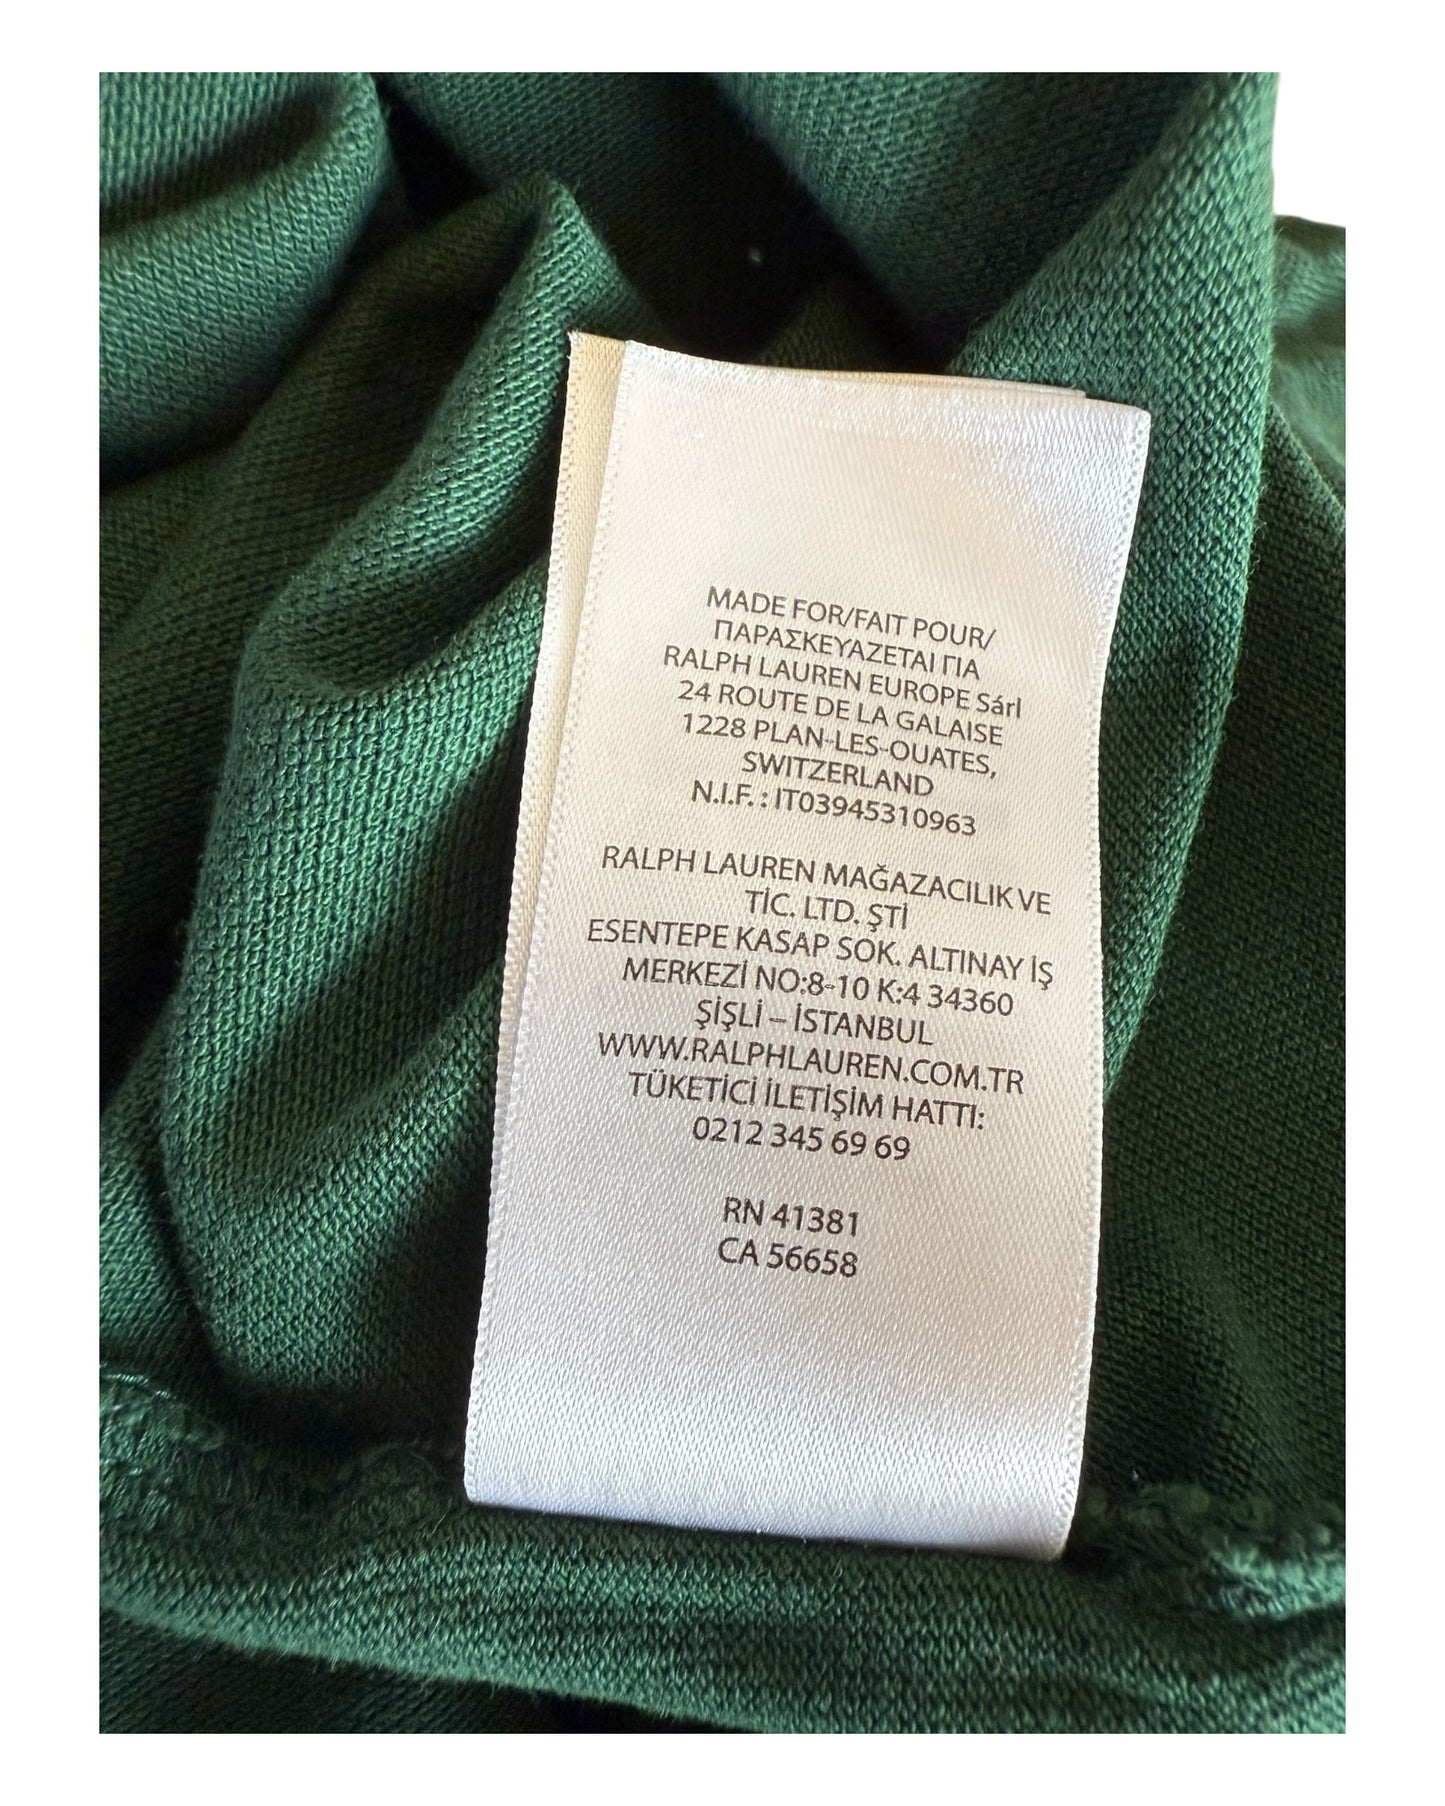 MADE FOR/FAIT POUR/
ΠΑΡΑΣΚΕΥΑΖΕΤΑΙ ΓΙΑ
RALPH LAUREN EUROPE Sárl
24 ROUTE DE LA GALAISE
1228 PLAN-LES-OUATES,
SWITZERLAND
N.I.F. : IT03945310963
RALPH LAUREN MAĞAZACILIK VE
TİC. LTD. ŞTİ
ESENTEPE KASAP SOK. ALTINAY İŞ
MERKEZİ NO:8-10 K:4 34360
ŞİŞLİ – İSTANBUL
WWW.RALPHLAUREN.COM.TR
TÜKETİCİ İLETİŞİM HATTI:
0212 345 69 69
RN 41381
CA 56658